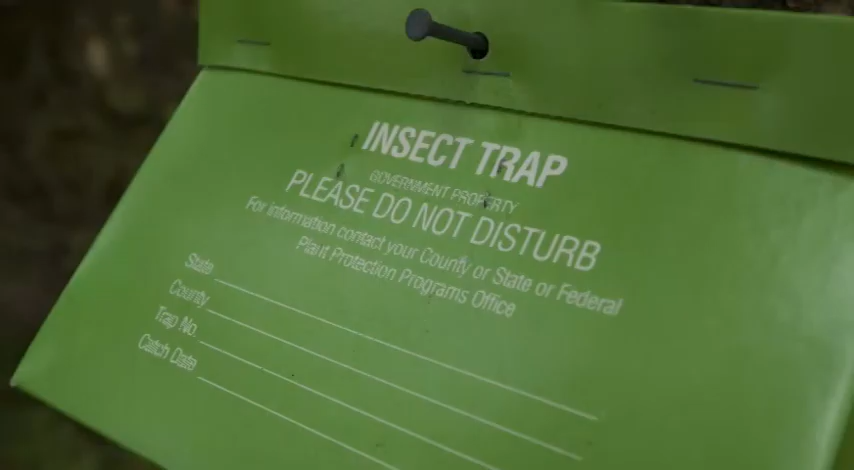 INSECT TRAP
GOVERNMENT PROPERTY
PLEASE DO NOT DISTURB
For information contact your County or State or Federal
Plant Protection Programs Office
State
County
Trap No.
Catch Date